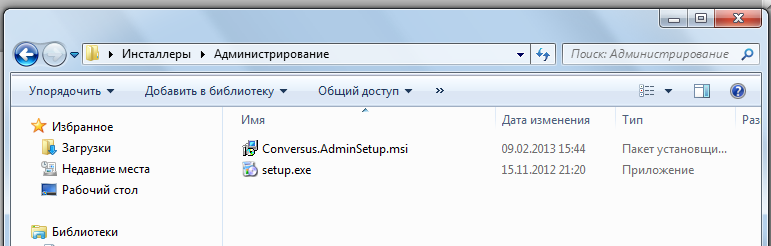 Инсталлеры Администрирование
Поиск: Администрирование
Упорядочить Добавить в библиотеку Общий доступ »
Имя Дата изменения Тип Раз
Избранное
Загрузки
Недавние места
Рабочий стол
Библиотеки
Conversus.AdminSetup.msi 09.02.2013 15:44 Пакет установщи...
setup.exe 15.11.2012 21:20 Приложение